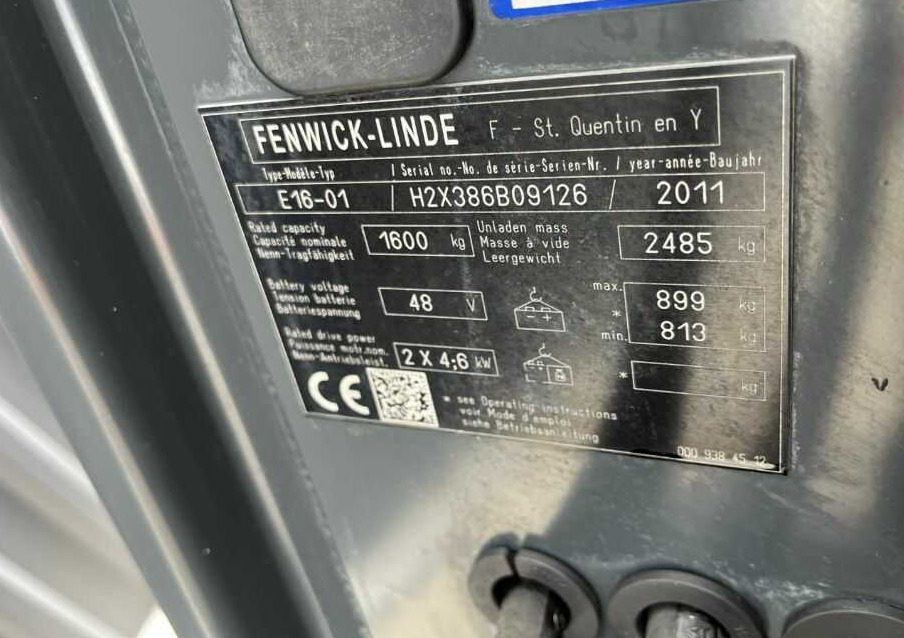 FENWICK-LINDE F - St. Quentin en Y
Type-Modèle-Typ / Serial no.-No. de série-Serien-Nr. / year-année-Baujahr
E16-01 / H2X386B09126 / 2011
Rated capacity
Capacité nominale
Nenn-Tragfähigkeit
1600 kg
Unladen mass
Masse à vide
Leergewicht
2485 kg
Battery voltage
Tension batterie
Batteriespannung
48 V
max. 899 kg
*
min. 813 kg
Rated drive power
Puissance motr.nom.
Nenn-Antriebsleist.
2 X 4;6 kW
* kg
CE
* see Operating instructions
voir Mode d'emploi
siehe Betriebsanleitung
000 938 45 12